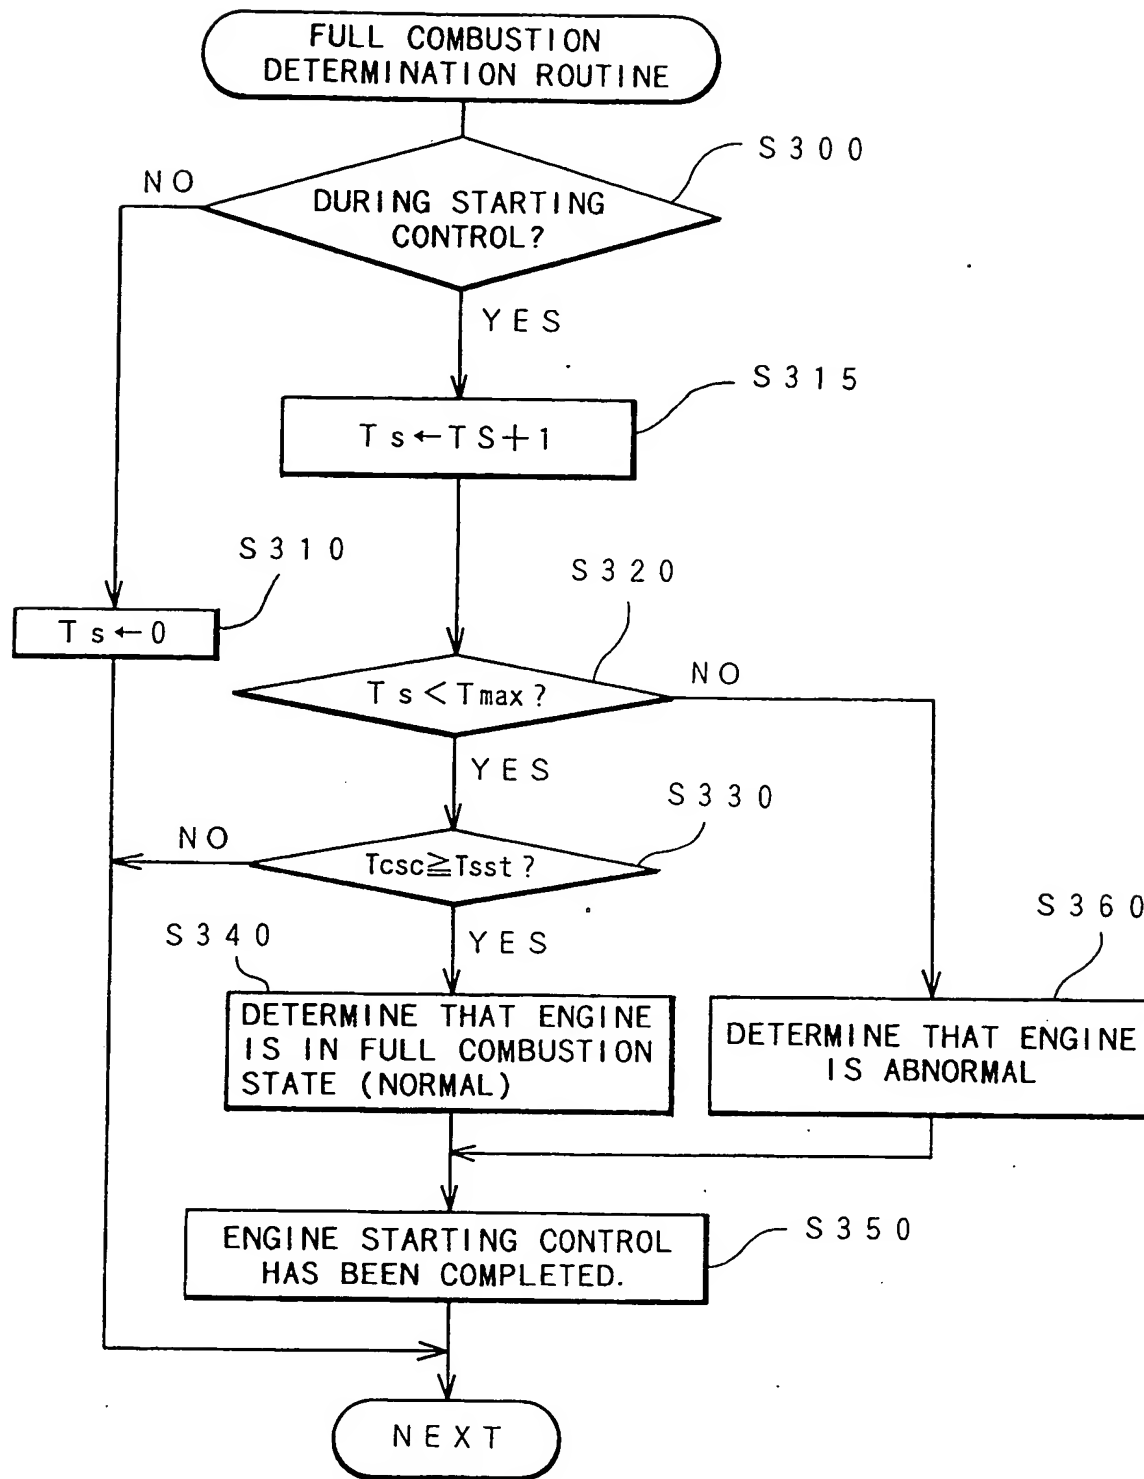 FULL COMBUSTION
DETERMINATION ROUTINE
S300
NO
DURING STARTING
CONTROL?
YES
S315
Ts←TS+1
S310
Ts←0
S320
Ts<Tmax?
NO
YES
S330
NO
Tcsc≧Tsst?
S340
YES
S360
DETERMINE THAT ENGINE
IS IN FULL COMBUSTION
STATE (NORMAL)
DETERMINE THAT ENGINE
IS ABNORMAL
S350
ENGINE STARTING CONTROL
HAS BEEN COMPLETED.
NEXT